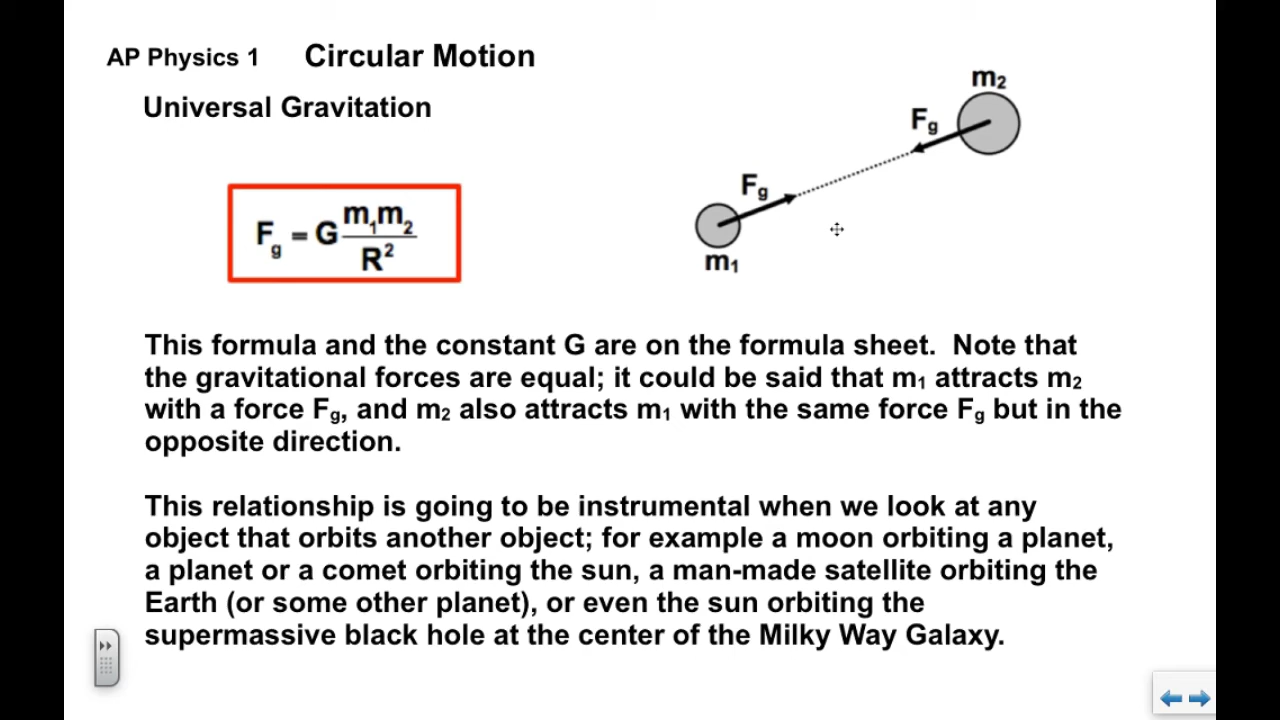 AP Physics 1 Circular Motion
Universal Gravitation
m₂
F_g
F_g
m₁
F_g = G m₁m₂ / R²
This formula and the constant G are on the formula sheet. Note that
the gravitational forces are equal; it could be said that m₁ attracts m₂
with a force F_g, and m₂ also attracts m₁ with the same force F_g but in the
opposite direction.
This relationship is going to be instrumental when we look at any
object that orbits another object; for example a moon orbiting a planet,
a planet or a comet orbiting the sun, a man-made satellite orbiting the
Earth (or some other planet), or even the sun orbiting the
supermassive black hole at the center of the Milky Way Galaxy.